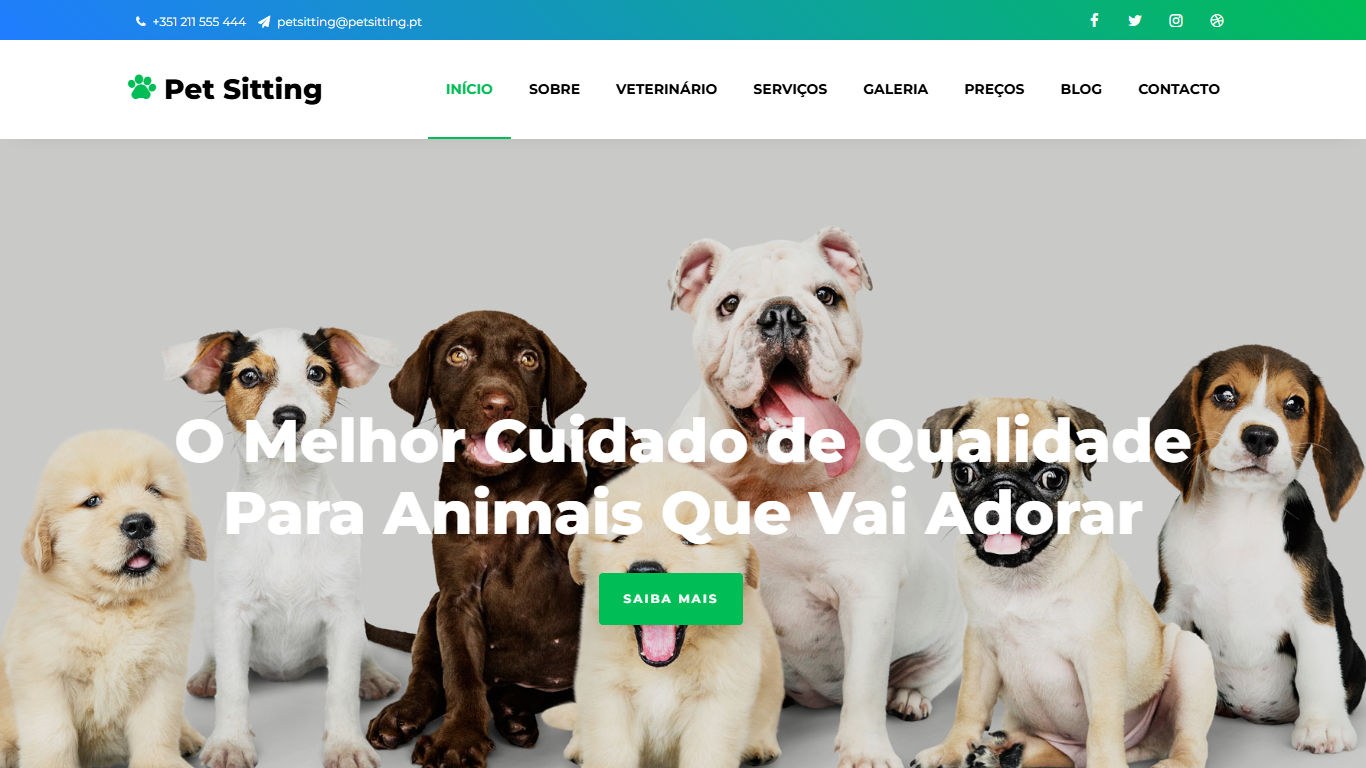 +351 211 555 444 petsitting@petsitting.pt
Pet Sitting
INÍCIO SOBRE VETERINÁRIO SERVIÇOS GALERIA PREÇOS BLOG CONTACTO
O Melhor Cuidado de Qualidade
Para Animais Que Vai Adorar
SAIBA MAIS